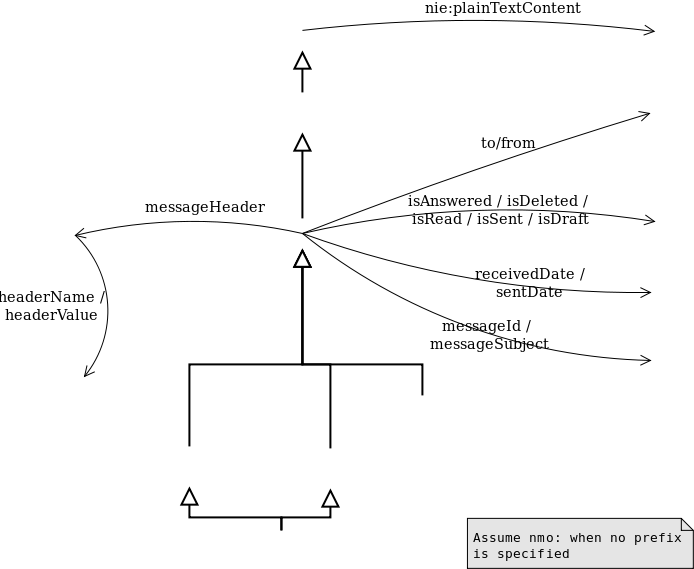 nie:plainTextContent
to/from
isAnswered / isDeleted /
isRead / isSent / isDraft
messageHeader
receivedDate /
sentDate
headerName /
headerValue
messageId /
messageSubject
Assume nmo: when no prefix
is specified